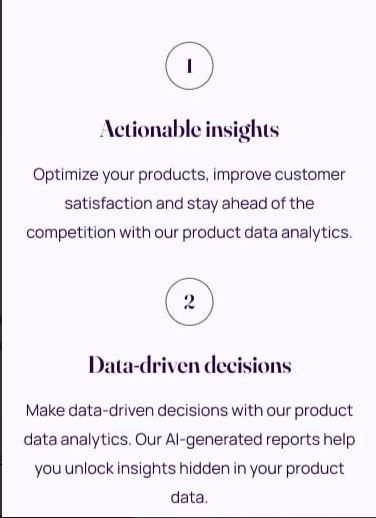 1
Actionable insights
Optimize your products, improve customer
satisfaction and stay ahead of the
competition with our product data analytics.
2
Data-driven decisions
Make data-driven decisions with our product
data analytics. Our AI-generated reports help
you unlock insights hidden in your product
data.